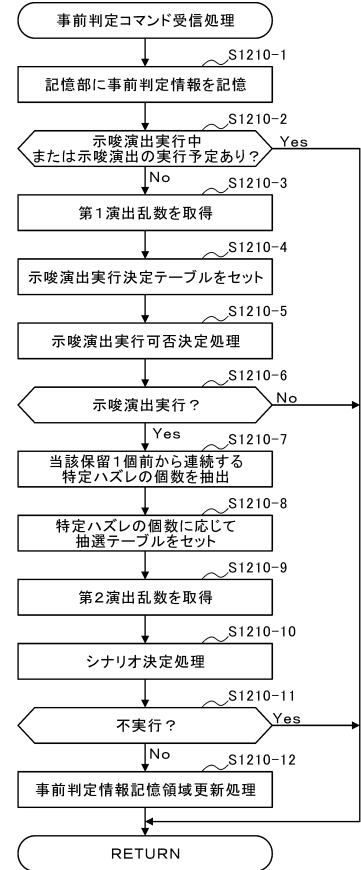 事前判定コマンド受信処理
S1210-1
記憶部に事前判定情報を記憶
S1210-2
示唆演出実行中
または示唆演出の実行予定あり？
Yes
No
S1210-3
第1演出乱数を取得
S1210-4
示唆演出実行決定テーブルをセット
S1210-5
示唆演出実行可否決定処理
S1210-6
示唆演出実行？
No
Yes
S1210-7
当該保留1個前から連続する
特定ハズレの個数を抽出
S1210-8
特定ハズレの個数に応じて
抽選テーブルをセット
S1210-9
第2演出乱数を取得
S1210-10
シナリオ決定処理
S1210-11
不実行？
Yes
No
S1210-12
事前判定情報記憶領域更新処理
RETURN